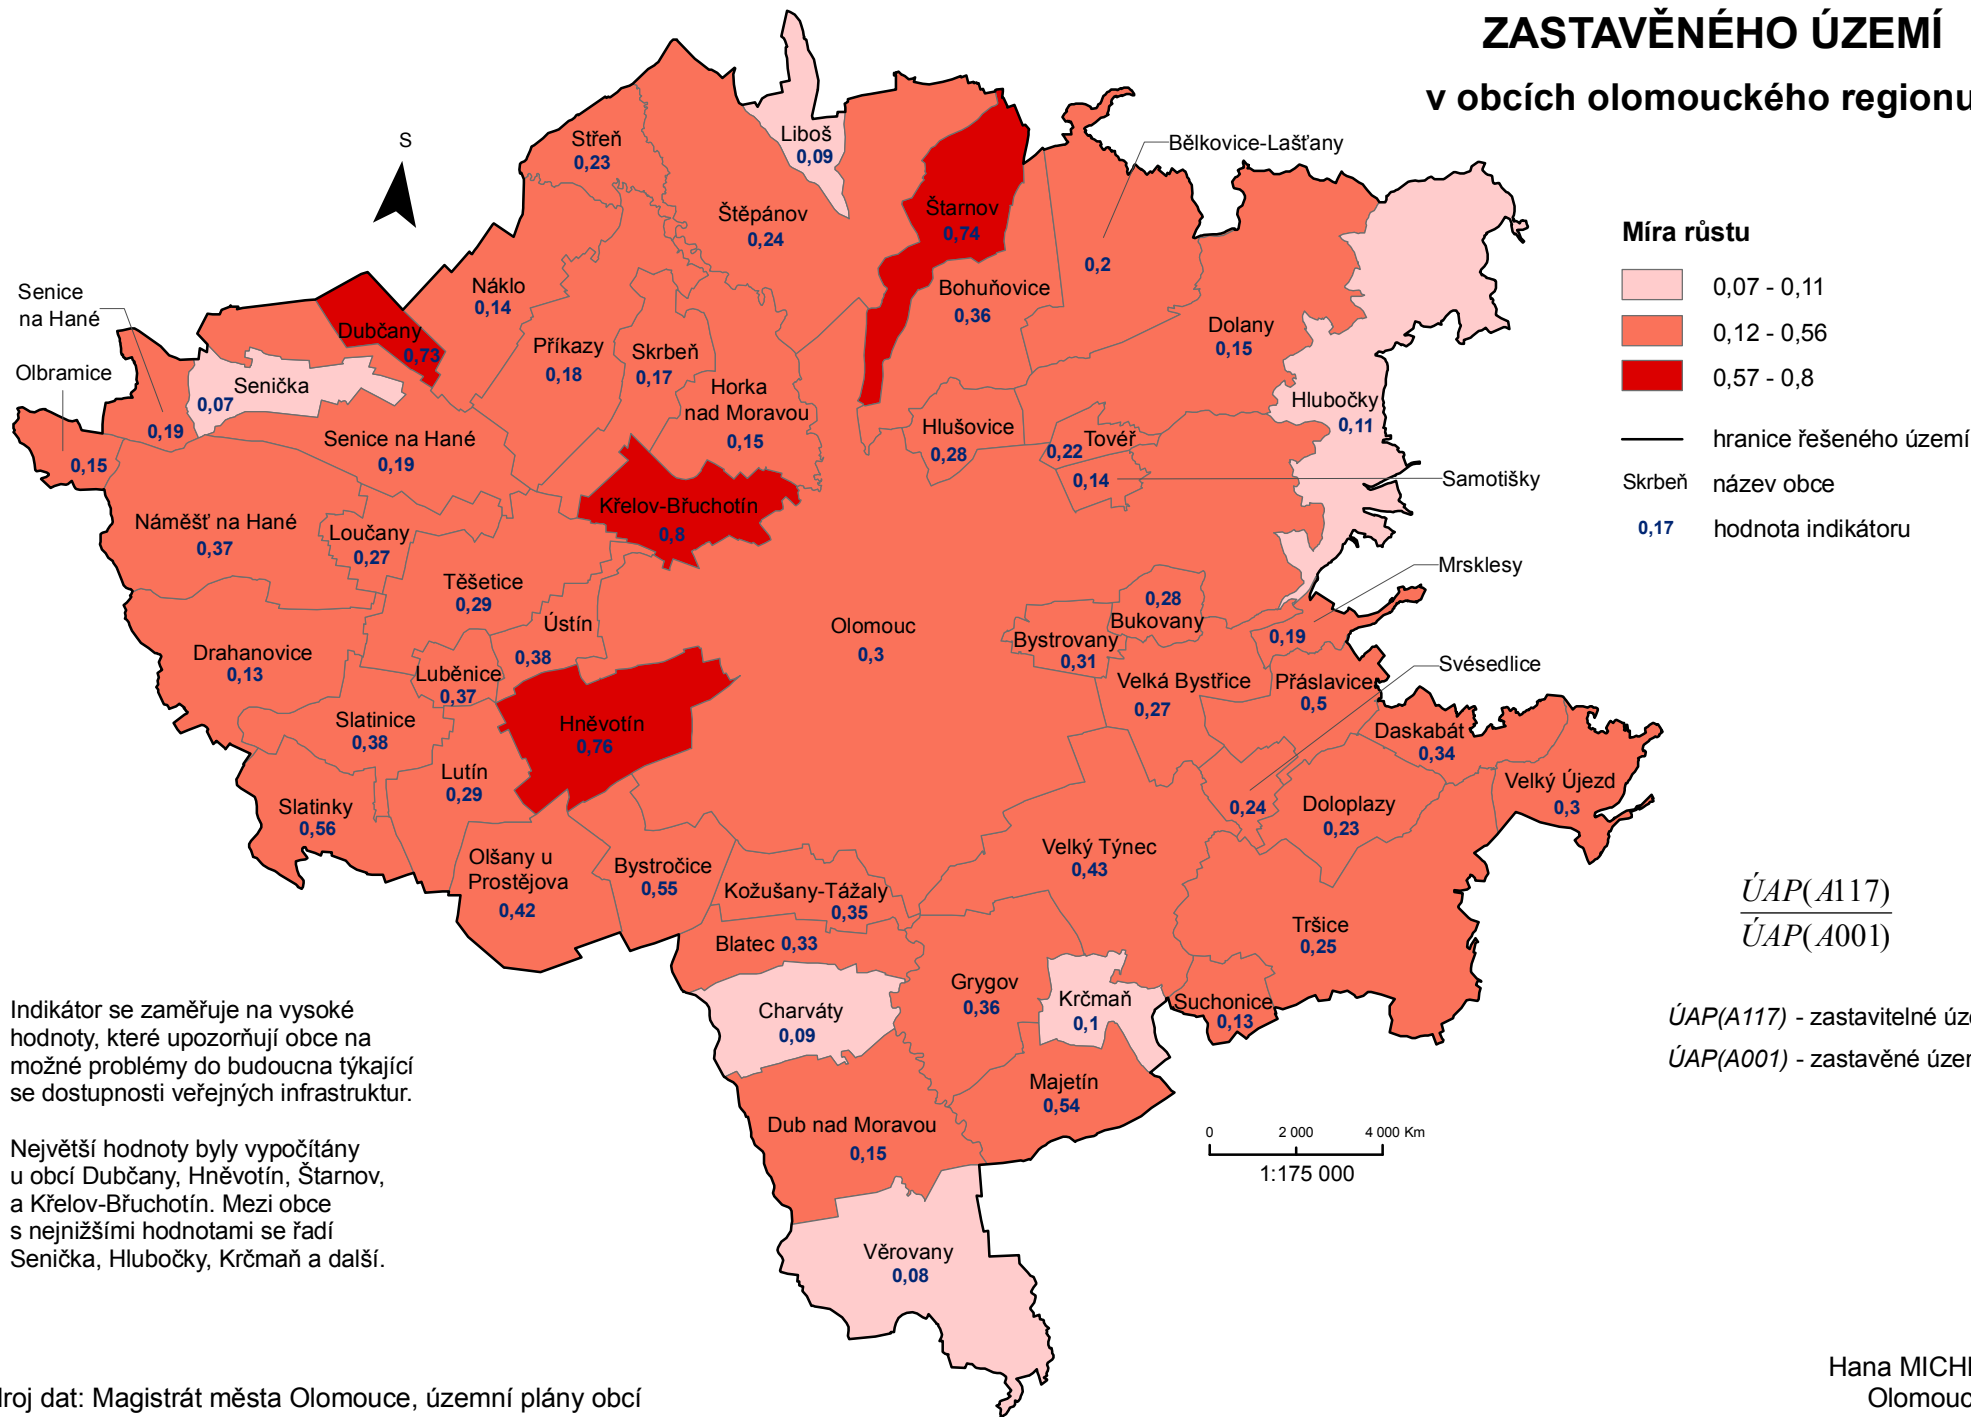 ZASTAVĚNÉHO ÚZEMÍ
v obcích olomouckého regionu
S
Liboš
0,09
Střeň
0,23
Bělkovice-Lašťany
0,2
Štěpánov
0,24
Štarnov
0,74
Bohuňovice
0,36
Náklo
0,14
Senice
na Hané
0,19
Dubčany
0,73
Dolany
0,15
Příkazy
0,18
Skrbeň
0,17
Olbramice
0,15
Senička
0,07
Horka
nad Moravou
0,15
Hlubočky
0,11
Hlušovice
0,28
Tovéř
0,22
Senice na Hané
0,19
Samotišky
0,14
Křelov-Břuchotín
0,8
Náměšť na Hané
0,37
Loučany
0,27
Mrsklesy
0,19
Těšetice
0,29
0,28
Bukovany
Ústín
0,38
Olomouc
0,3
Bystrovany
0,31
Drahanovice
0,13
Luběnice
0,37
Svésedlice
0,24
Velká Bystřice
0,27
Přáslavice
0,5
Slatinice
0,38
Hněvotín
0,76
Daskabát
0,34
Lutín
0,29
Velký Újezd
0,3
Slatinky
0,56
Doloplazy
0,23
Velký Týnec
0,43
Olšany u
Prostějova
0,42
Bystročice
0,55
Kožušany-Tážaly
0,35
Tršice
0,25
Blatec 0,33
Grygov
0,36
Krčmaň
0,1
Suchonice
0,13
Charváty
0,09
Majetín
0,54
Dub nad Moravou
0,15
Věrovany
0,08
Míra růstu
0,07 - 0,11
0,12 - 0,56
0,57 - 0,8
hranice řešeného území
Skrbeň název obce
0,17 hodnota indikátoru
ÚAP(A117)
ÚAP(A001)
ÚAP(A117) - zastavitelné
ÚAP(A001) - zastavěné
0 2 000 4 000 Km
1:175 000
Indikátor se zaměřuje na vysoké
hodnoty, které upozorňují obce na
možné problémy do budoucna týkající
se dostupnosti veřejných infrastruktur.
Největší hodnoty byly vypočítány
u obcí Dubčany, Hněvotín, Štarnov,
a Křelov-Břuchotín. Mezi obce
s nejnižšími hodnotami se řadí
Senička, Hlubočky, Krčmaň a další.
dat: Magistrát města Olomouce, územní plány obcí
Hana
Olomouc